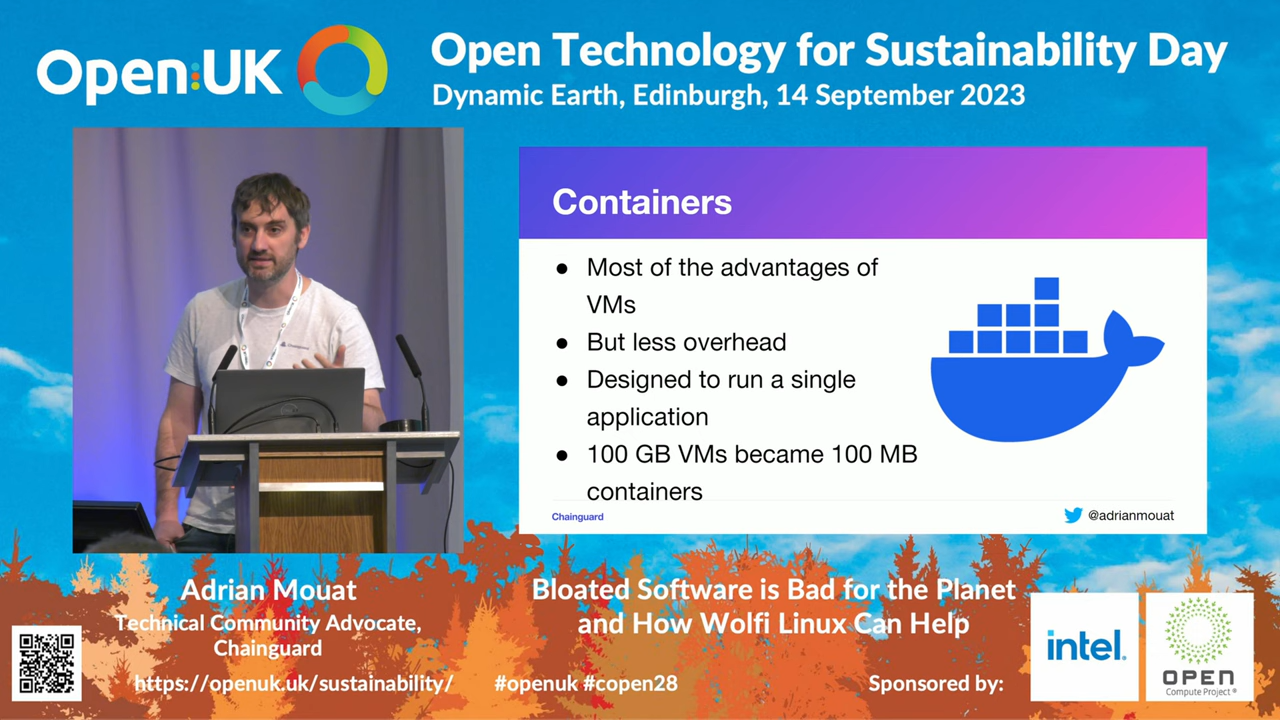 Open:UK
Open Technology for Sustainability Day
Dynamic Earth, Edinburgh, 14 September 2023
Containers
● Most of the advantages of
VMs
● But less overhead
● Designed to run a single
application
● 100 GB VMs became 100 MB
containers
Chainguard
@adrianmouat
Adrian Mouat
Technical Community Advocate,
Chainguard
Bloated Software is Bad for the Planet
and How Wolfi Linux Can Help
https://openuk.uk/sustainability/
#openuk #copen28
Sponsored by:
intel.
OPEN
Compute Project®